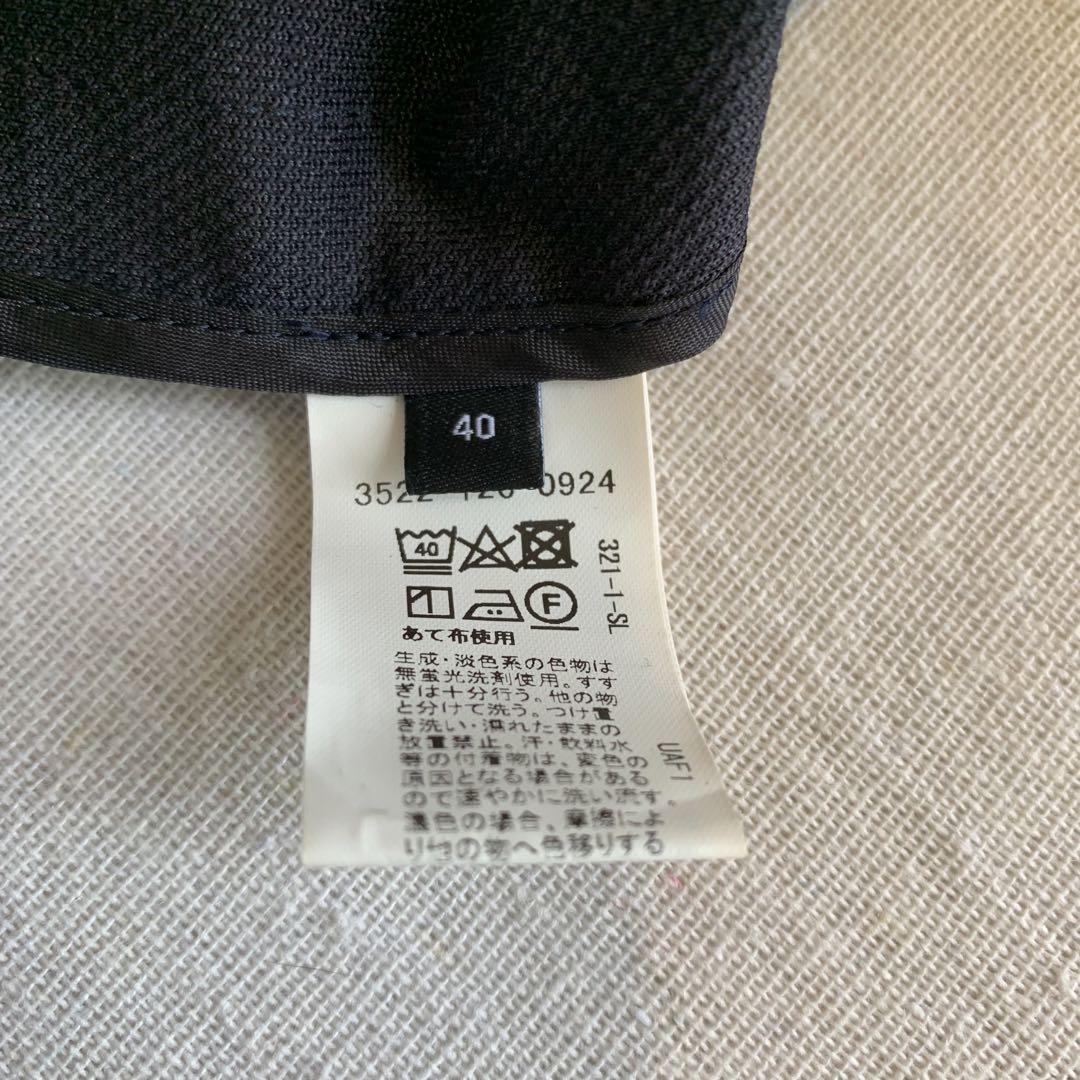 40
3522 0924
40
F
321-1-SL
あて布使用
生成・淡色系の色物は
無蛍光洗剤使用。すす
ぎは十分行う。他の物
と分けて洗う。つけ置
き洗い・濡れたままの
放置禁止。汗・飲料水
等の付着物は、変色の
原因となる場合がある
ので速やかに洗い流す。
濃色の場合、摩擦によ
り他の物へ色移りする
UAF1